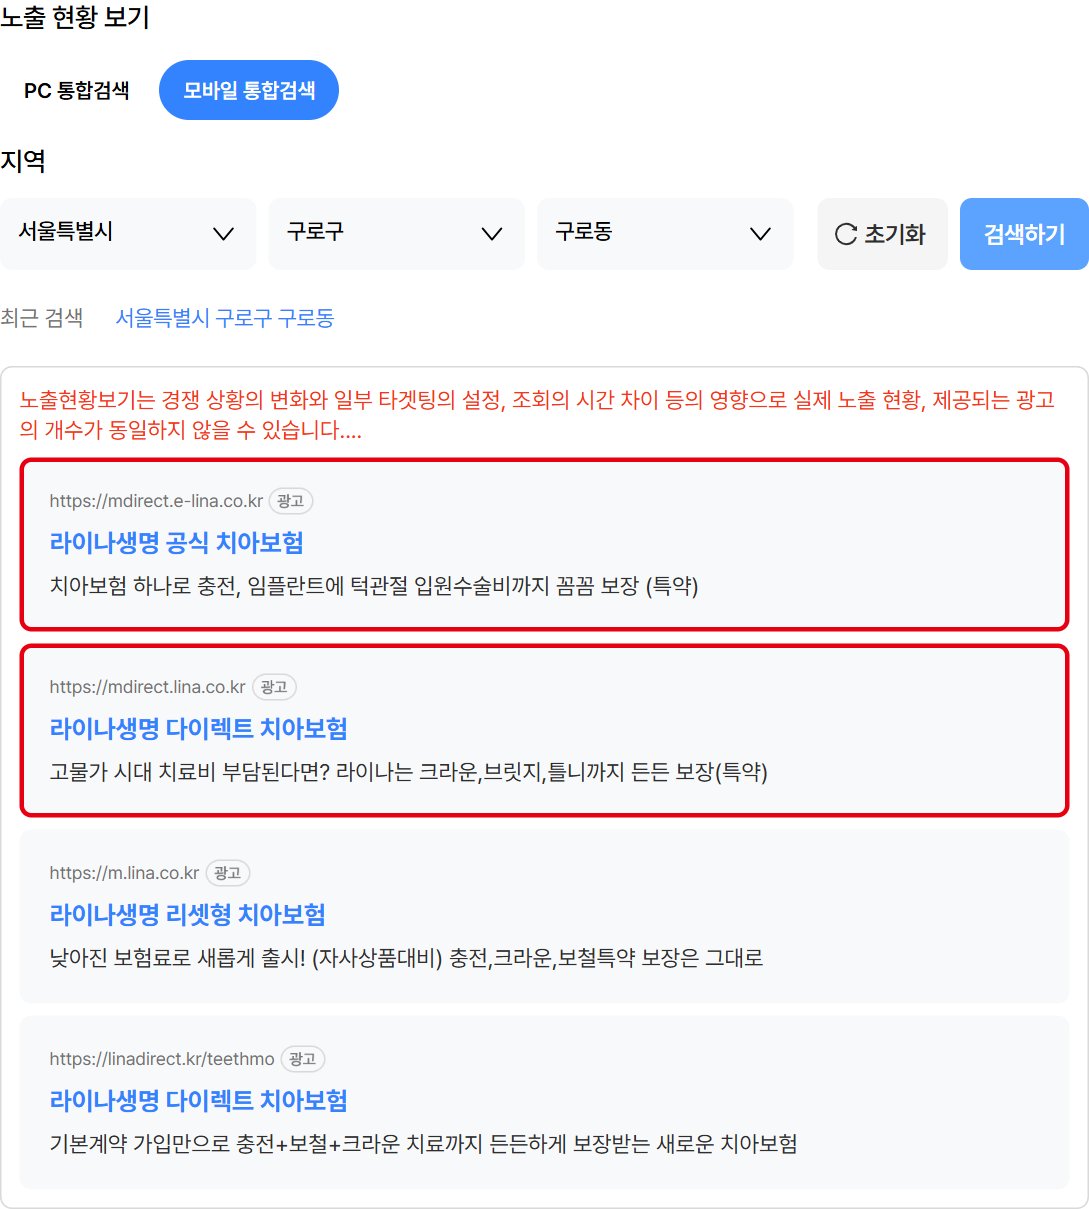 노출 현황 보기
PC 통합검색
모바일 통합검색
지역
서울특별시
구로구
구로동
초기화
검색하기
최근 검색
서울특별시 구로구 구로동
노출현황보기는 경쟁 상황의 변화와 일부 타겟팅의 설정, 조회의 시간 차이 등의 영향으로 실제 노출 현황, 제공되는 광고
의 개수가 동일하지 않을 수 있습니다....
https://mdirect.e-lina.co.kr 광고
라이나생명 공식 치아보험
치아보험 하나로 충전, 임플란트에 턱관절 입원수술비까지 꼼꼼 보장 (특약)
https://mdirect.lina.co.kr 광고
라이나생명 다이렉트 치아보험
고물가 시대 치료비 부담된다면? 라이나는 크라운,브릿지,틀니까지 든든 보장(특약)
https://m.lina.co.kr 광고
라이나생명 리셋형 치아보험
낮아진 보험료로 새롭게 출시! (자사상품대비) 충전,크라운,보철특약 보장은 그대로
https://linadirect.kr/teethmo 광고
라이나생명 다이렉트 치아보험
기본계약 가입만으로 충전+보철+크라운 치료까지 든든하게 보장받는 새로운 치아보험